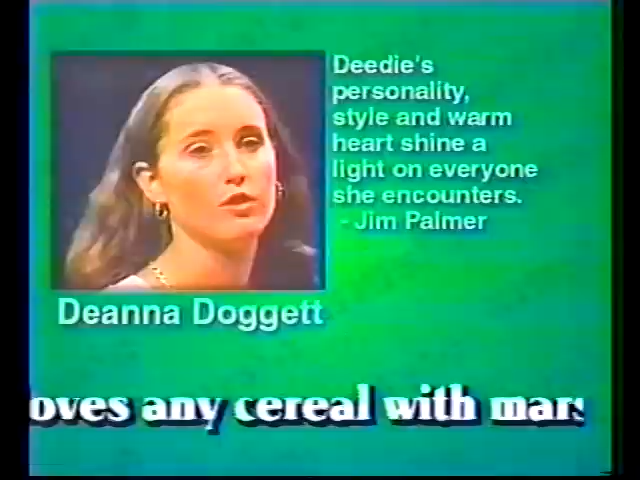 Deedie's
personality,
style and warm
heart shine a
light on everyone
she encounters.
- Jim Palmer
Deanna Doggett
oves any cereal with mars